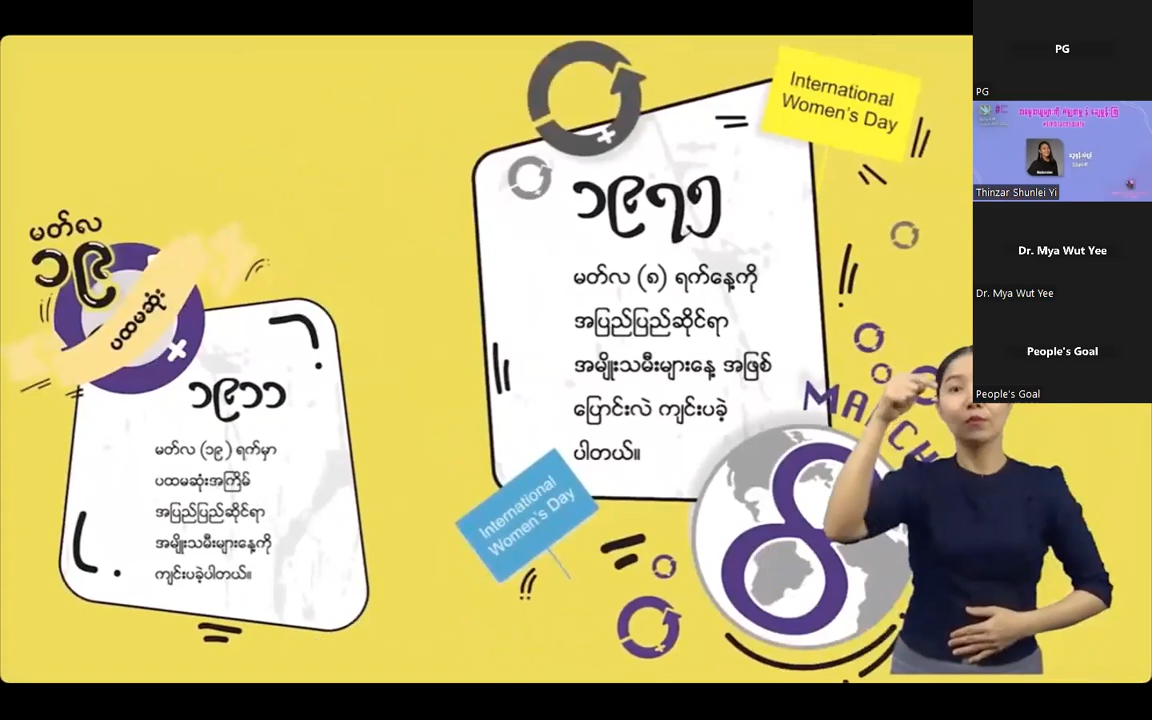 မတ်လ
၁၉
ပထမဆုံး
၁၉၁၁
မတ်လ (၁၉) ရက်မှာ
ပထမဆုံးအကြိမ်
အပြည်ပြည်ဆိုင်ရာ
အမျိုးသမီးများနေ့ကို
ကျင်းပခဲ့ပါတယ်။
International
Women's Day
၁၉၇၅
မတ်လ (၈) ရက်နေ့ကို
အပြည်ပြည်ဆိုင်ရာ
အမျိုးသမီးများနေ့ အဖြစ်
ပြောင်းလဲ ကျင်းပခဲ့
ပါတယ်။
International
Women's Day
MARCH
8
PG
PG
Thinzar Shunlei Yi
Dr. Mya Wut Yee
Dr. Mya Wut Yee
People's Goal
People's Goal